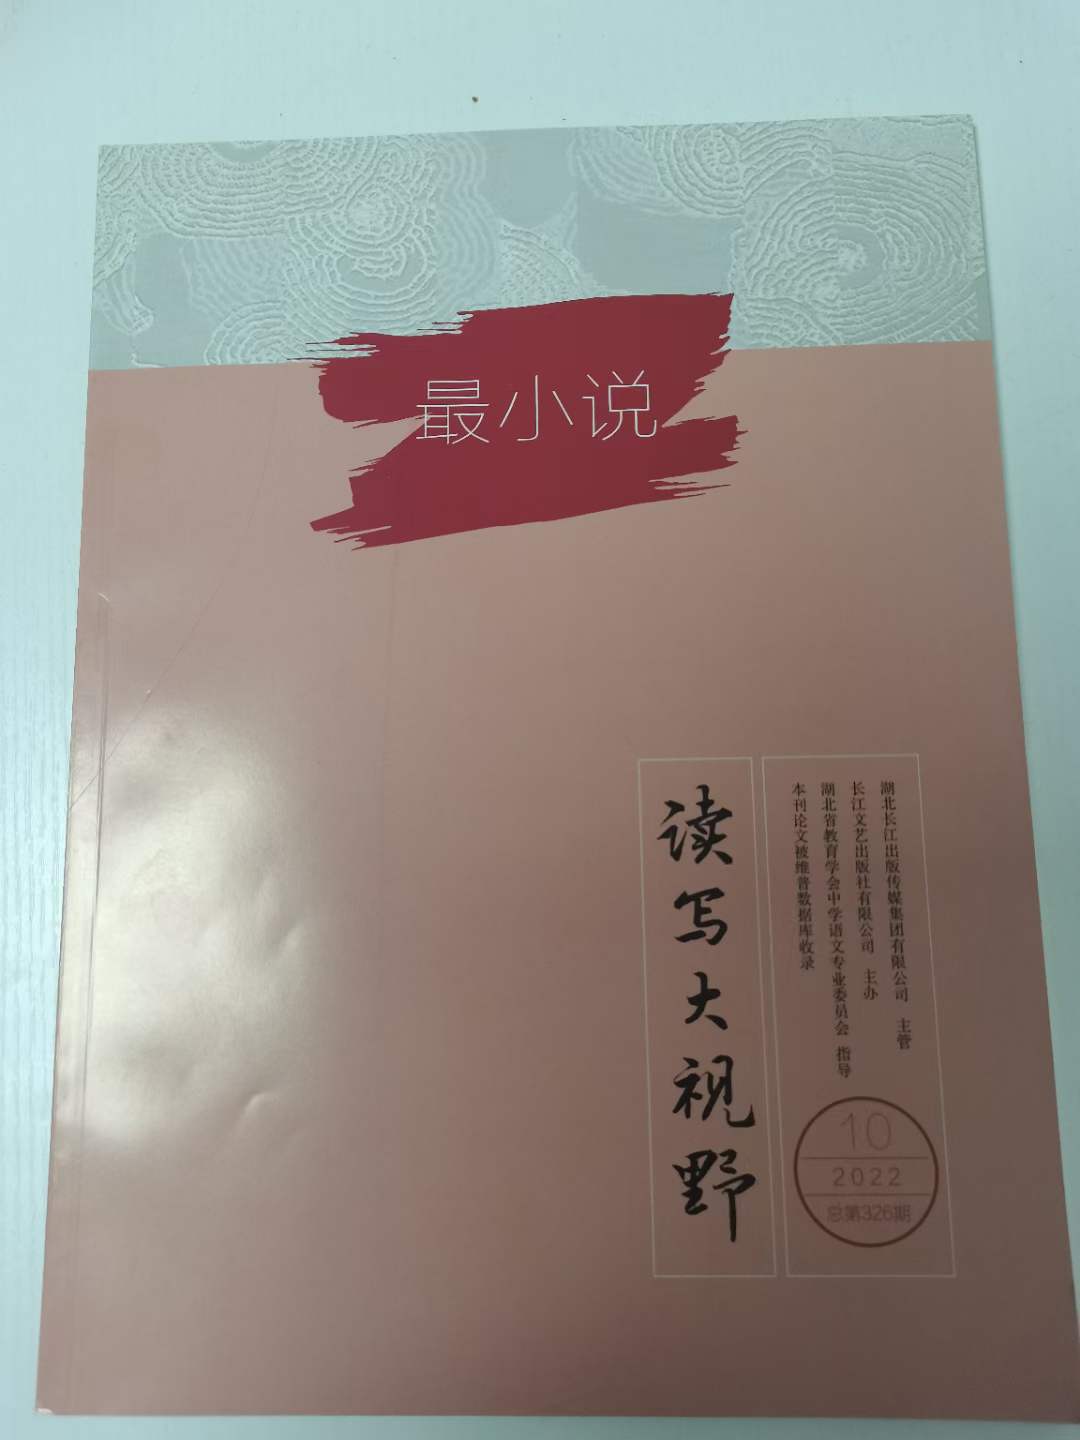 最小说
读写大视野
湖北长江出版传媒集团有限公司 主管
长江文艺出版社有限公司 主办
湖北省教育学会中学语文专业委员会 指导
本刊论文被维普数据库收录
10
2022
总第326期